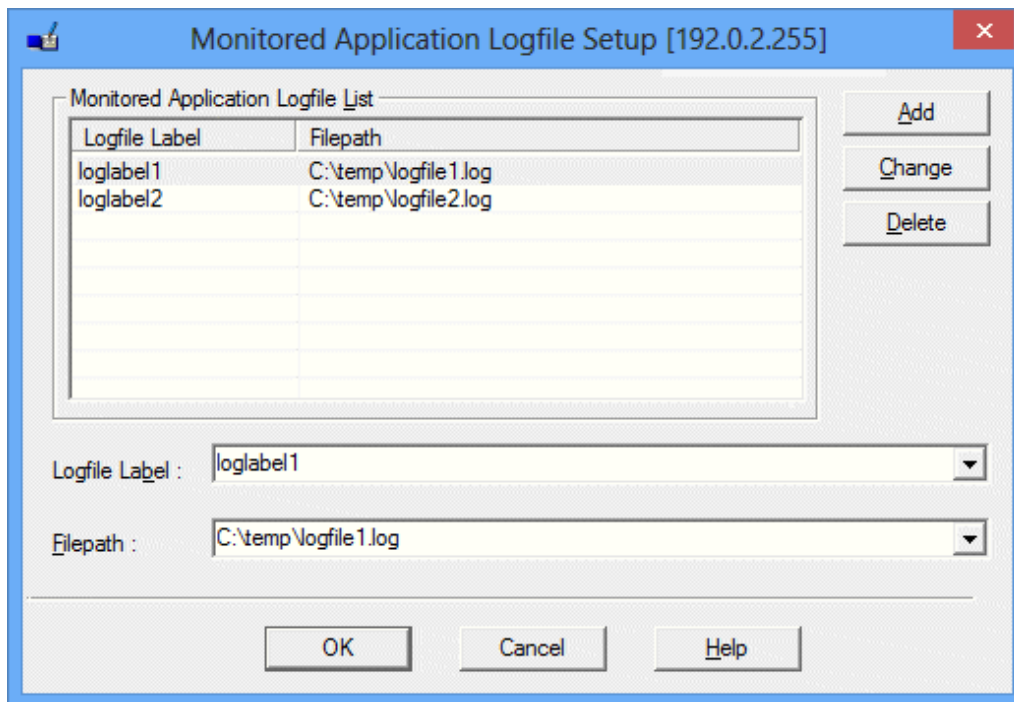 Monitored Application Logfile Setup [192.0.2.255]
Monitored Application Logfile List
Logfile Label Filepath
loglabel1 C:\temp\logfile1.log
loglabel2 C:\temp\logfile2.log
Add
Change
Delete
Logfile Label : loglabel1
Filepath : C:\temp\logfile1.log
OK Cancel Help